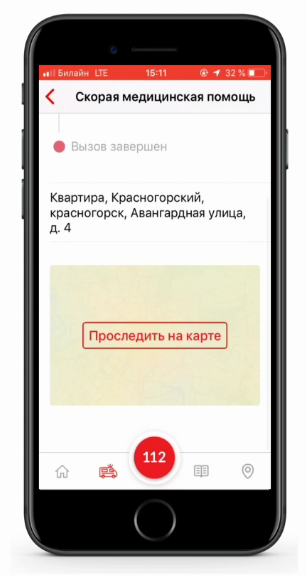 Билайн LTE 15:11 32 %
Скорая медицинская помощь
Вызов завершен
Квартира, Красногорский,
красногорск, Авангардная улица,
д. 4
Проследить на карте
112